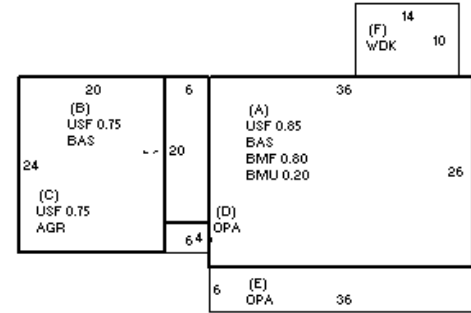 14
(F)
WDK
10
20
6
36
(B)
USF 0.75
BAS
(A)
USF 0.85
BAS
BMF 0.80
BMU 0.20
20
24
26
(C)
USF 0.75
AGR
(D)
OPA
6
4
6
(E)
OPA
36